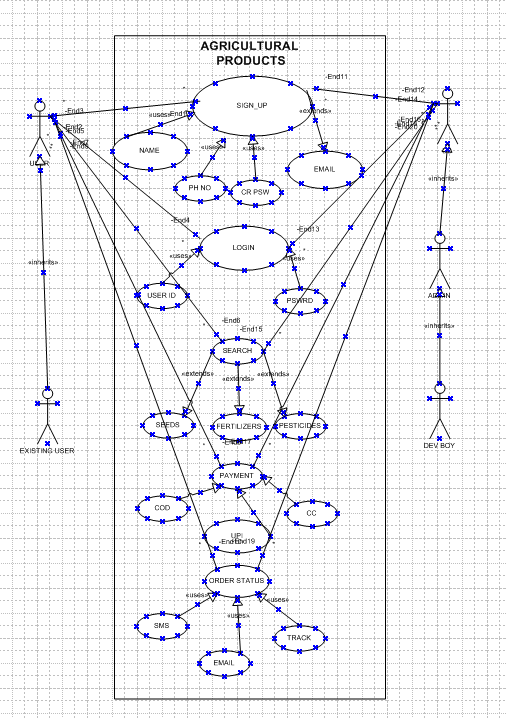 AGRICULTURAL
PRODUCTS
-End11
-End12
-End14
-End3
SIGN_UP
«uses»
«extends»
USER
NAME
«uses»
«uses»
EMAIL
PH NO
CR PSW
«inherits»
-End4
-End13
LOGIN
«uses»
«uses»
«inherits»
USER ID
PSWRD
ADMIN
-End6
-End15
«inherits»
SEARCH
«extends»
«extends»
«extends»
SEEDS
FERTILIZERS
PESTICIDES
EXISTING USER
DEV BOY
PAYMENT
COD
CC
UPI
-End19
ORDER STATUS
«uses»
«uses»
«uses»
SMS
TRACK
EMAIL